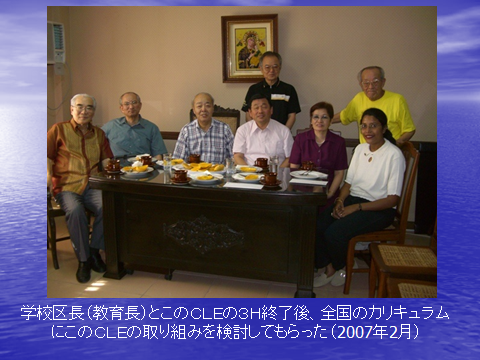 学校区長（教育長）とこのＣＬＥの３Ｈ終了後、全国のカリキュラム
にこのＣＬＥの取り組みを検討してもらった（2007年2月）